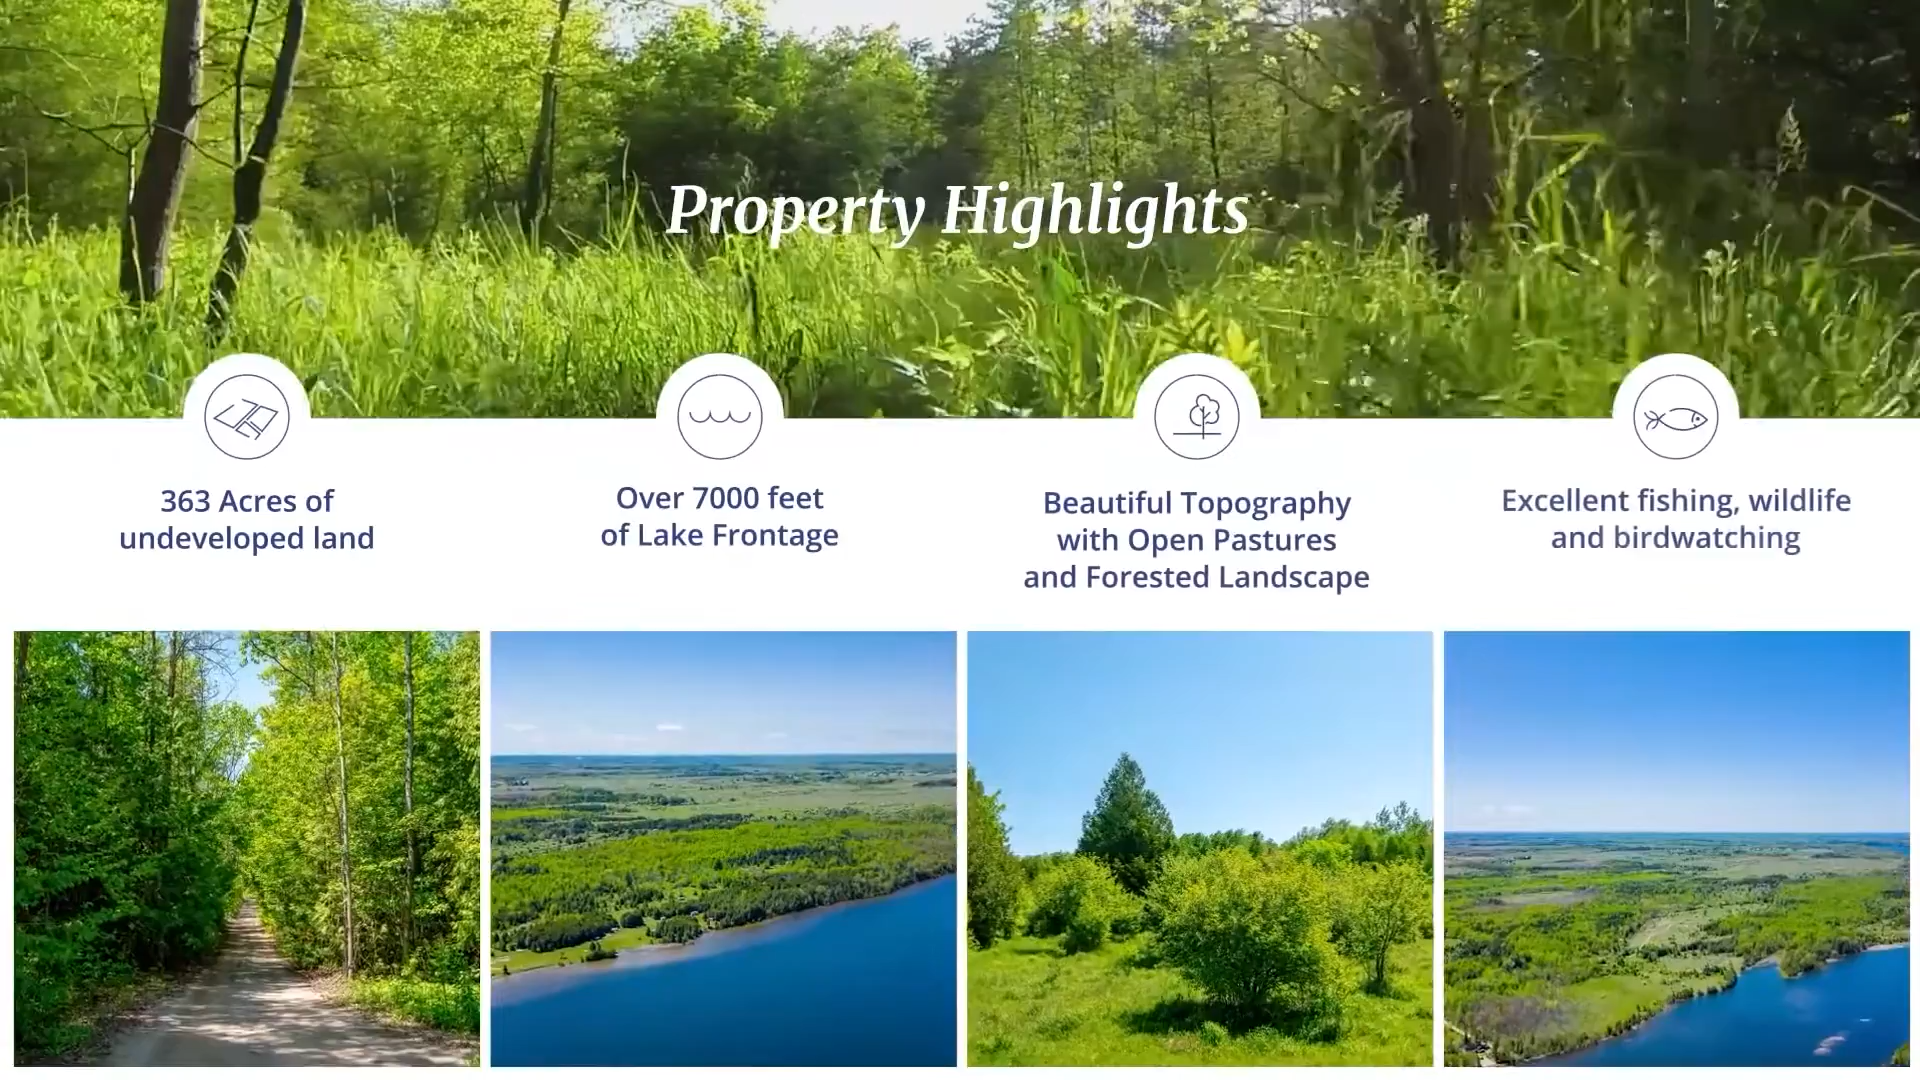 Property Highlights
363 Acres of
undeveloped land
Over 7000 feet
of Lake Frontage
Beautiful Topography
with Open Pastures
and Forested Landscape
Excellent fishing, wildlife
and birdwatching